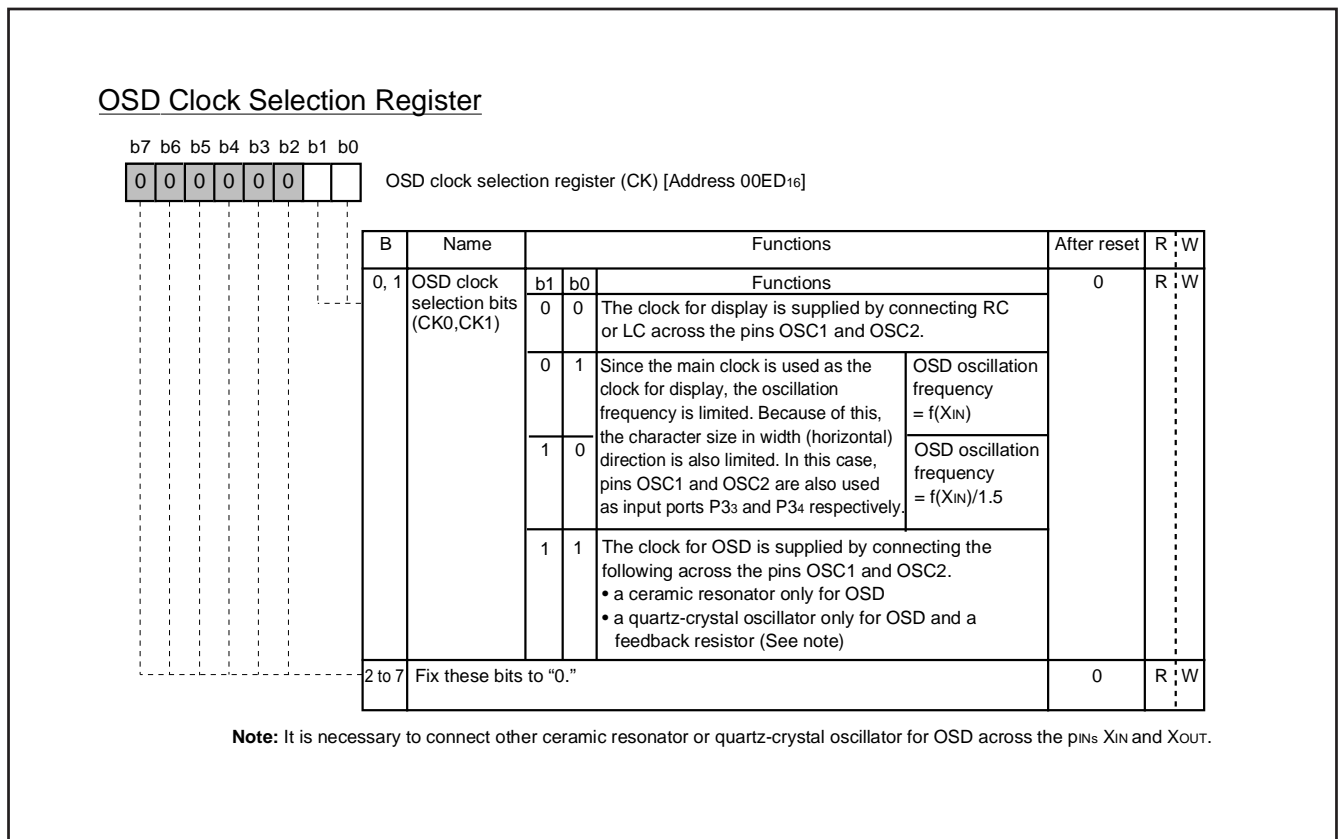 OSD Clock Selection Register
b7 b6 b5 b4 b3 b2 b1 b0
0 0 0 0 0 0
OSD clock selection register (CK) [Address 00ED16]
B Name Functions After reset R W
0, 1 OSD clock selection bits (CK0,CK1) 0 R W
b1 b0 Functions
0 0 The clock for display is supplied by connecting RC
or LC across the pins OSC1 and OSC2.
0 1 Since the main clock is used as the
clock for display, the oscillation
frequency is limited. Because of this,
the character size in width (horizontal)
1 0 direction is also limited. In this case,
pins OSC1 and OSC2 are also used
as input ports P33 and P34 respectively.
OSD oscillation
frequency
= f(XIN)
OSD oscillation
frequency
= f(XIN)/1.5
1 1 The clock for OSD is supplied by connecting the
following across the pins OSC1 and OSC2.
• a ceramic resonator only for OSD
• a quartz-crystal oscillator only for OSD and a
feedback resistor (See note)
2 to 7 Fix these bits to “0.” 0 R W
Note: It is necessary to connect other ceramic resonator or quartz-crystal oscillator for OSD across the pINs XIN and XOUT.